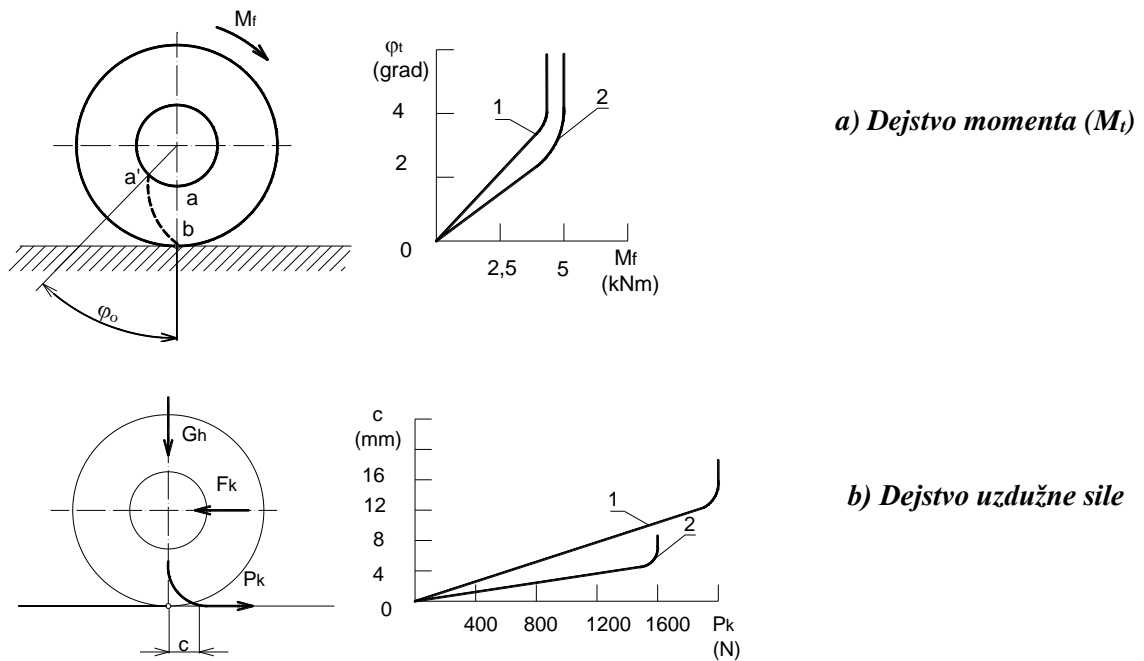 Mf
a'
a
b
φo
φt
(grad)
4
2
0
1
2
2,5
5
Mf
(kNm)
a) Dejstvo momenta (Mt)
Gh
Fk
Pk
c
c
(mm)
16
12
8
4
0
1
2
400
800
1200
1600
Pk
(N)
b) Dejstvo uzdužne sile